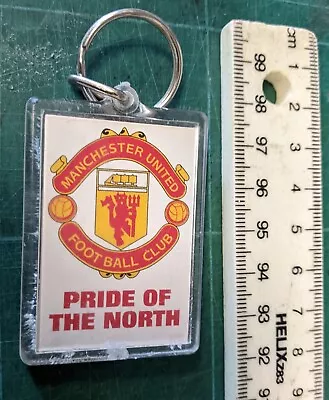 MANCHESTER UNITED
FOOTBALL CLUB
PRIDE OF
THE NORTH
cm
99
98
97
96
95
94
93
92
1
2
3
4
5
6
7
8
9
HELIX Z83